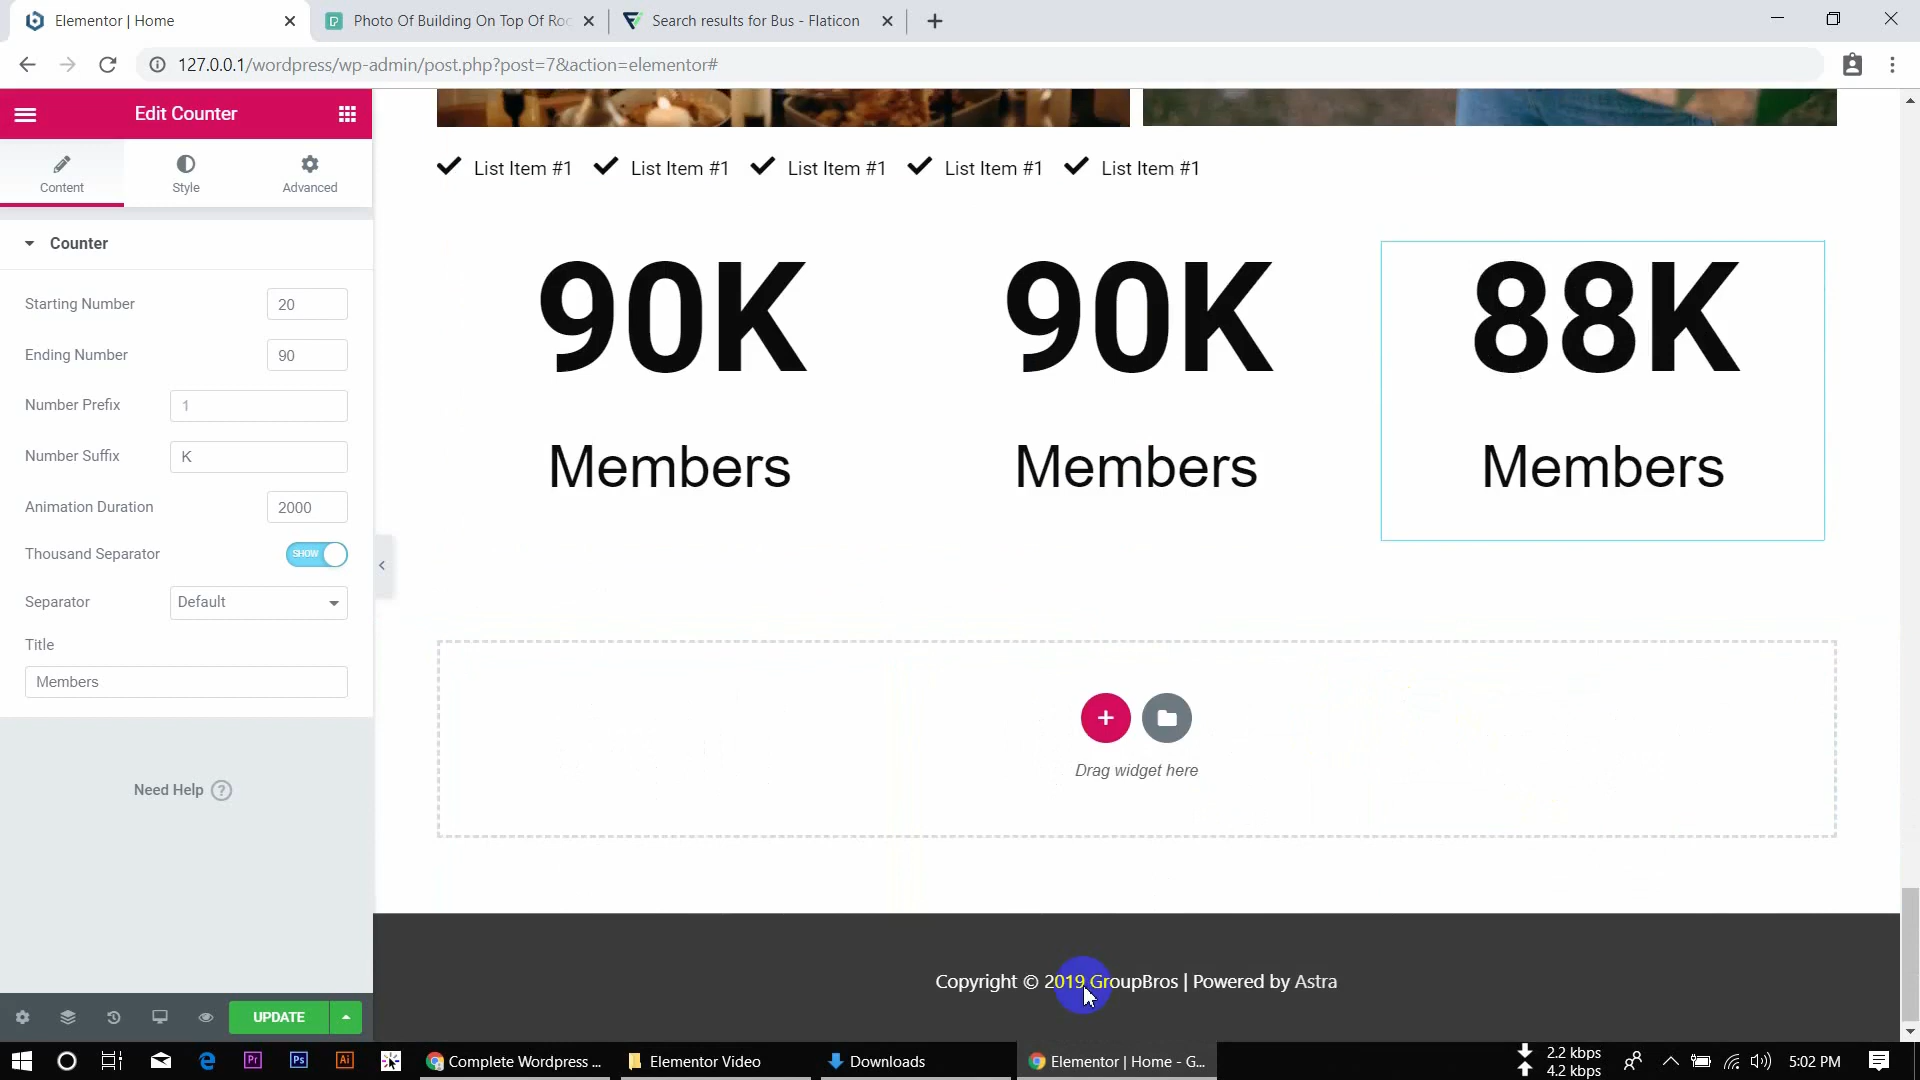 Elementor | Home
Photo Of Building On Top Of Roc
Search results for Bus - Flaticon
127.0.0.1/wordpress/wp-admin/post.php?post=7&action=elementor#
Edit Counter
Content
Style
Advanced
Counter
Starting Number
20
Ending Number
90
Number Prefix
1
Number Suffix
K
Animation Duration
2000
Thousand Separator
SHOW
Separator
Default
Title
Members
Need Help ?
UPDATE
List Item #1 List Item #1 List Item #1 List Item #1 List Item #1
90K 90K 88K
Members Members Members
Drag widget here
Copyright © 2019 GroupBros | Powered by Astra
Pr
Ps
Ai
Complete Wordpress ...
Elementor Video
Downloads
Elementor | Home - G...
2.2 kbps
4.2 kbps
5:02 PM